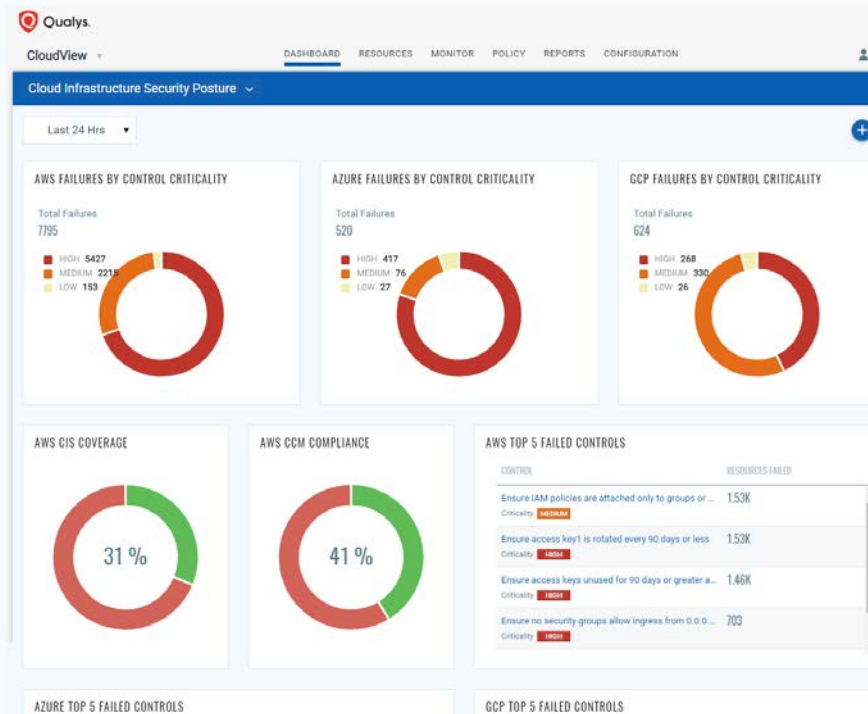 Qualys.
CloudView
DASHBOARD RESOURCES MONITOR POLICY REPORTS CONFIGURATION
Cloud Infrastructure Security Posture
Last 24 Hrs
AWS FAILURES BY CONTROL CRITICALITY
Total Failures
7795
HIGH 5427
MEDIUM 2215
LOW 153
AZURE FAILURES BY CONTROL CRITICALITY
Total Failures
520
HIGH 417
MEDIUM 76
LOW 27
GCP FAILURES BY CONTROL CRITICALITY
Total Failures
624
HIGH 268
MEDIUM 330
LOW 26
AWS CIS COVERAGE
31 %
AWS CCM COMPLIANCE
41 %
AWS TOP 5 FAILED CONTROLS
CONTROL RESOURCES FAILED
Ensure IAM policies are attached only to groups or ... 1.53K
Criticality MEDIUM
Ensure access key1 is rotated every 90 days or less 1.53K
Criticality HIGH
Ensure access keys unused for 90 days or greater a... 1.46K
Criticality HIGH
Ensure no security groups allow ingress from 0.0.0.... 703
Criticality HIGH
AZURE TOP 5 FAILED CONTROLS
GCP TOP 5 FAILED CONTROLS